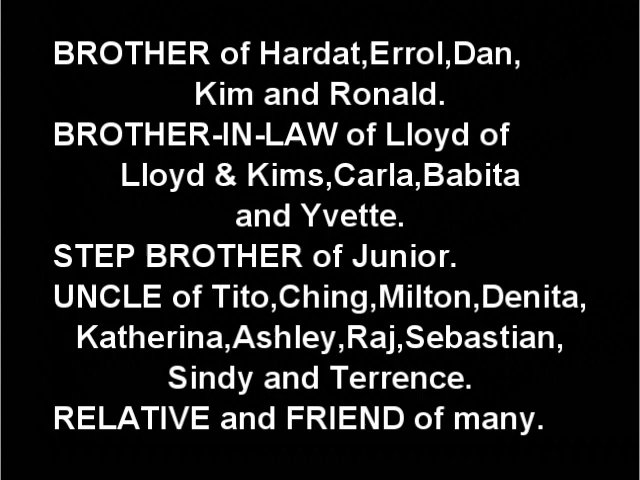 BROTHER of Hardat,Errol,Dan,
Kim and Ronald.
BROTHER-IN-LAW of Lloyd of
Lloyd & Kims,Carla,Babita
and Yvette.
STEP BROTHER of Junior.
UNCLE of Tito,Ching,Milton,Denita,
Katherina,Ashley,Raj,Sebastian,
Sindy and Terrence.
RELATIVE and FRIEND of many.